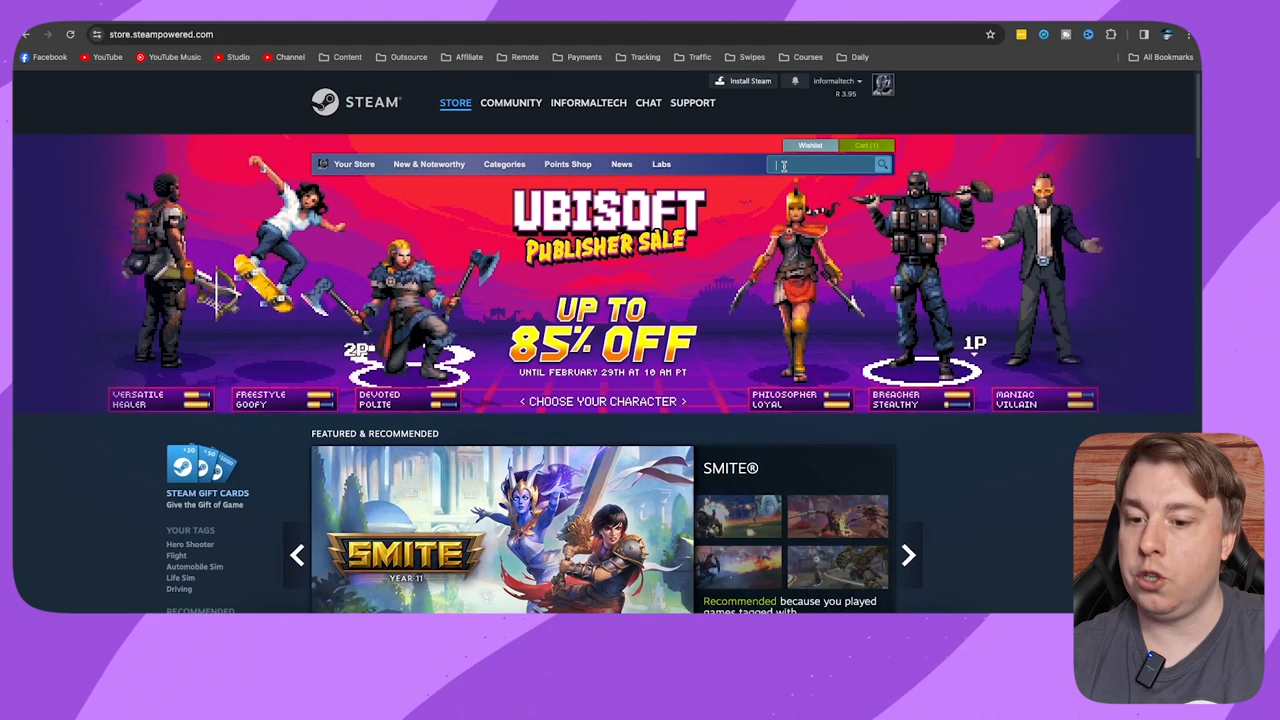 store.steampowered.com
Facebook YouTube YouTube Music Studio Channel Content Outsource Affiliate Remote Payments Tracking Traffic Swipes Courses Daily All Bookmarks
Install Steam informaltech
R 3.95
STEAM® STORE COMMUNITY INFORMALTECH CHAT SUPPORT
Wishlist Cart (1)
Your Store New & Noteworthy Categories Points Shop News Labs
UBISOFT
PUBLISHER SALE
UP TO
85% OFF
UNTIL FEBRUARY 29TH AT 10 AM PT
2P
1P
VERSATILE
HEALER
FREESTYLE
GOOFY
DEVOTED
POLITE
< CHOOSE YOUR CHARACTER >
PHILOSOPHER
LOYAL
BREACHER
STEALTHY
MANIAC
VILLAIN
FEATURED & RECOMMENDED
STEAM GIFT CARDS
Give the Gift of Game
YOUR TAGS
Hero Shooter
Flight
Automobile Sim
Life Sim
Driving
RECOMMENDED
SMITE
YEAR 11
SMITE®
Recommended because you played
games tagged with